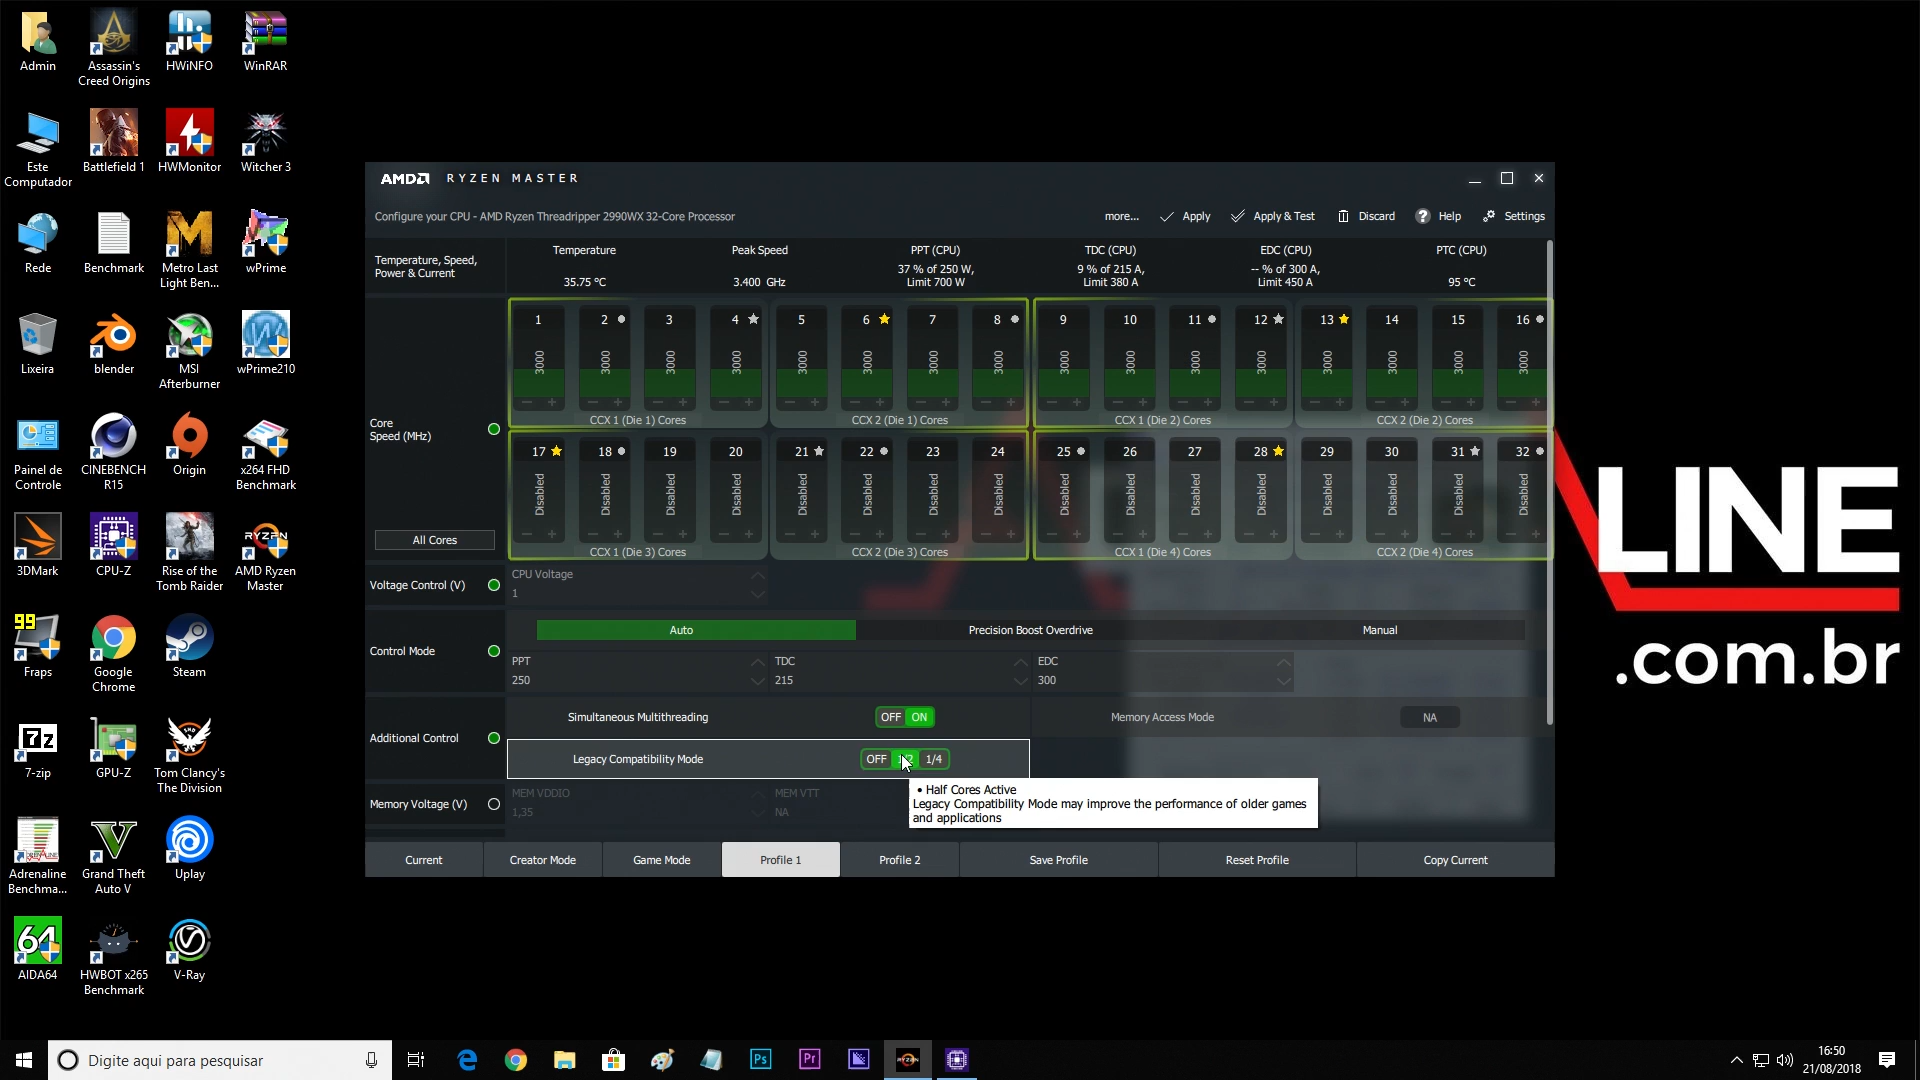 Admin
Assassin's
Creed Origins
HWiNFO
WinRAR
Este
Computador
Battlefield 1
HWMonitor
Witcher 3
Rede
Benchmark
Metro Last
Light Ben...
wPrime
Lixeira
blender
MSI
Afterburner
wPrime210
Painel de
Controle
CINEBENCH
R15
Origin
x264 FHD
Benchmark
3DMark
CPU-Z
Rise of the
Tomb Raider
RYZEN
AMD Ryzen
Master
99
Fraps
Google
Chrome
Steam
7z
7-zip
GPU-Z
Tom Clancy's
The Division
Adrenaline
Benchma...
Grand Theft
Auto V
Uplay
64
AIDA64
HWBOT x265
Benchmark
V-Ray
AMD RYZEN MASTER
Configure your CPU - AMD Ryzen Threadripper 2990WX 32-Core Processor
more... Apply Apply & Test Discard Help Settings
Temperature, Speed,
Power & Current
Temperature
35.75 °C
Peak Speed
3.400 GHz
PPT (CPU)
37 % of 250 W,
Limit 700 W
TDC (CPU)
9 % of 215 A,
Limit 380 A
EDC (CPU)
-- % of 300 A,
Limit 450 A
PTC (CPU)
95 °C
Core
Speed (MHz)
All Cores
1 2 3 4 5 6 7 8 9 10 11 12 13 14 15 16
3000 3000 3000 3000 3000 3000 3000 3000 3000 3000 3000 3000 3000 3000 3000 3000
CCX 1 (Die 1) Cores CCX 2 (Die 1) Cores CCX 1 (Die 2) Cores CCX 2 (Die 2) Cores
17 18 19 20 21 22 23 24 25 26 27 28 29 30 31 32
Disabled Disabled Disabled Disabled Disabled Disabled Disabled Disabled Disabled Disabled Disabled Disabled Disabled Disabled Disabled Disabled
CCX 1 (Die 3) Cores CCX 2 (Die 3) Cores CCX 1 (Die 4) Cores CCX 2 (Die 4) Cores
Voltage Control (V)
CPU Voltage
1
Control Mode
Auto Precision Boost Overdrive Manual
PPT TDC EDC
250 215 300
Additional Control
Simultaneous Multithreading OFF ON Memory Access Mode NA
Legacy Compatibility Mode OFF 1/4
• Half Cores Active
Legacy Compatibility Mode may improve the performance of older games
and applications
Memory Voltage (V)
MEM VDDIO MEM VTT
1,35 NA
Current Creator Mode Game Mode Profile 1 Profile 2 Save Profile Reset Profile Copy Current
LINE
.com.br
Digite aqui para pesquisar
Ps
Pr
RYZEN
16:50
21/08/2018